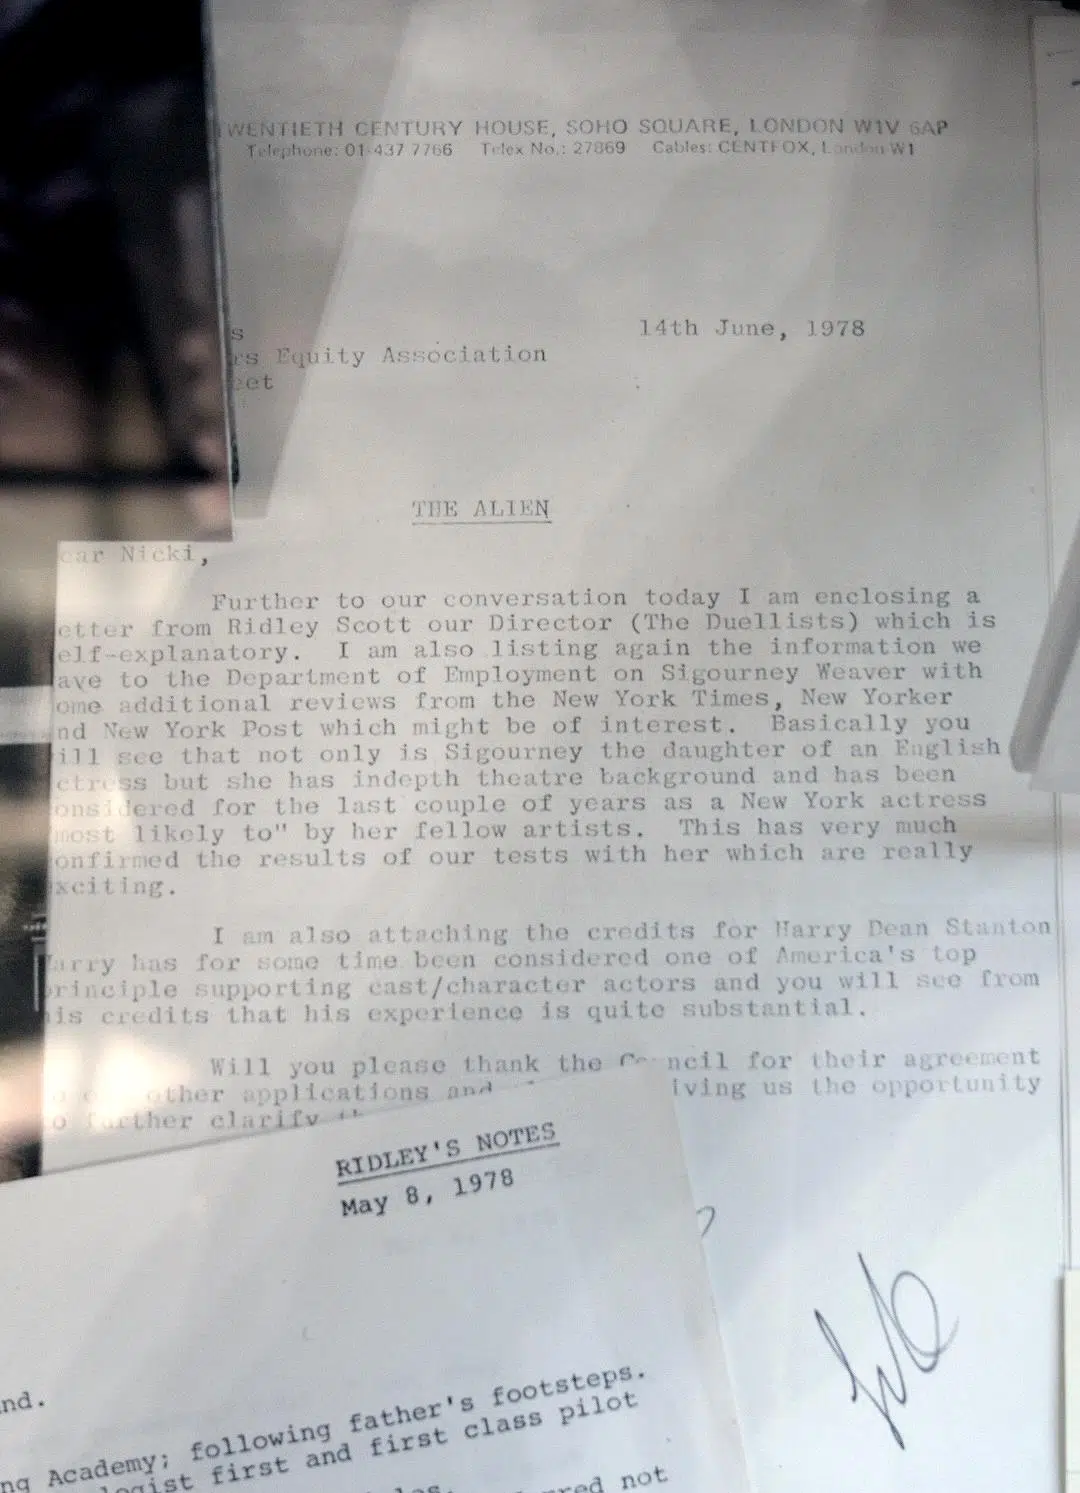 WENTIETH CENTURY HOUSE, SOHO SQUARE, LONDON W1V 6AP
Telephone: 01-437 7766 Telex No.: 27869 Cables: CENTFOX, London W1
14th June, 1978
s
rs Equity Association
eet
THE ALIEN
ear Nicki,
Further to our conversation today I am enclosing a
etter from Ridley Scott our Director (The Duellists) which is
elf-explanatory. I am also listing again the information we
ave to the Department of Employment on Sigourney Weaver with
ome additional reviews from the New York Times, New Yorker
nd New York Post which might be of interest. Basically you
ill see that not only is Sigourney the daughter of an English
ctress but she has indepth theatre background and has been
onsidered for the last couple of years as a New York actress
most likely to" by her fellow artists. This has very much
onfirmed the results of our tests with her which are really
xciting.
I am also attaching the credits for Harry Dean Stanton
arry has for some time been considered one of America's top
rinciple supporting cast/character actors and you will see from
is credits that his experience is quite substantial.
Will you please thank the C ncil for their agreement
other applications and iving us the opportunity
o further clarify
RIDLEY'S NOTES
May 8, 1978
nd.
ng Academy; following father's footsteps.
logist first and first class pilot
rred not